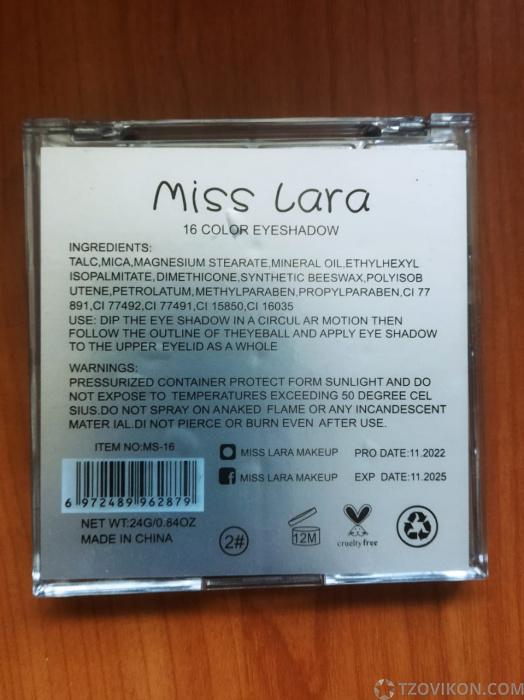 Miss Lara
16 COLOR EYESHADOW
INGREDIENTS:
TALC,MICA,MAGNESIUM STEARATE,MINERAL OIL,ETHYLHEXYL
ISOPALMITATE,DIMETHICONE,SYNTHETIC BEESWAX,POLYISOB
UTENE,PETROLATUM,METHYLPARABEN,PROPYLPARABEN,CI 77
891,CI 77492,CI 77491,CI 15850,CI 16035
USE: DIP THE EYE SHADOW IN A CIRCUL AR MOTION THEN
FOLLOW THE OUTLINE OF THEYEBALL AND APPLY EYE SHADOW
TO THE UPPER EYELID AS A WHOLE
WARNINGS:
PRESSURIZED CONTAINER PROTECT FORM SUNLIGHT AND DO
NOT EXPOSE TO TEMPERATURES EXCEEDING 50 DEGREE CEL
SIUS.DO NOT SPRAY ON ANAKED FLAME OR ANY INCANDESCENT
MATER IAL.DI NOT PIERCE OR BURN EVEN AFTER USE.
ITEM NO:MS-16
MISS LARA MAKEUP PRO DATE:11.2022
MISS LARA MAKEUP EXP DATE:11.2025
6 972489 962879
NET WT:24G/0.84OZ
MADE IN CHINA
2#
12M
cruelty free
TZOVIKON.COM